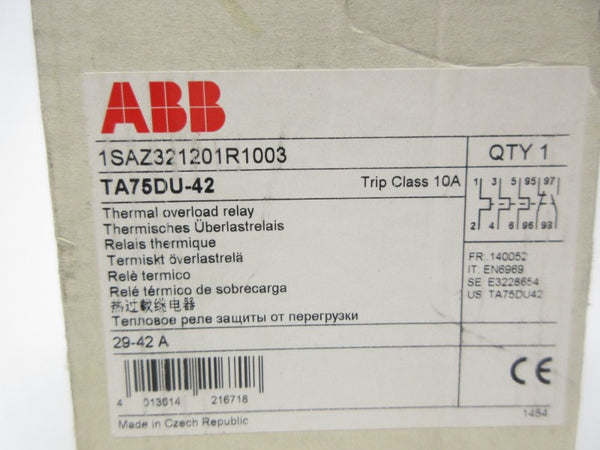 ABB
1SAZ321201R1003
QTY 1
TA75DU-42
Trip Class 10A
1 3 5 95 97
2 4 6 96 98
Thermal overload relay
Thermisches Überlastrelais
Relais thermique
Termiskt överlastrelä
Relè termico
Relé térmico de sobrecarga
热过载继电器
Тепловое реле защиты от перегрузки
FR: 140052
IT: EN6969
SE: E3228654
US: TA75DU42
29-42 A
CE
4 013614 216718
Made in Czech Republic
1454